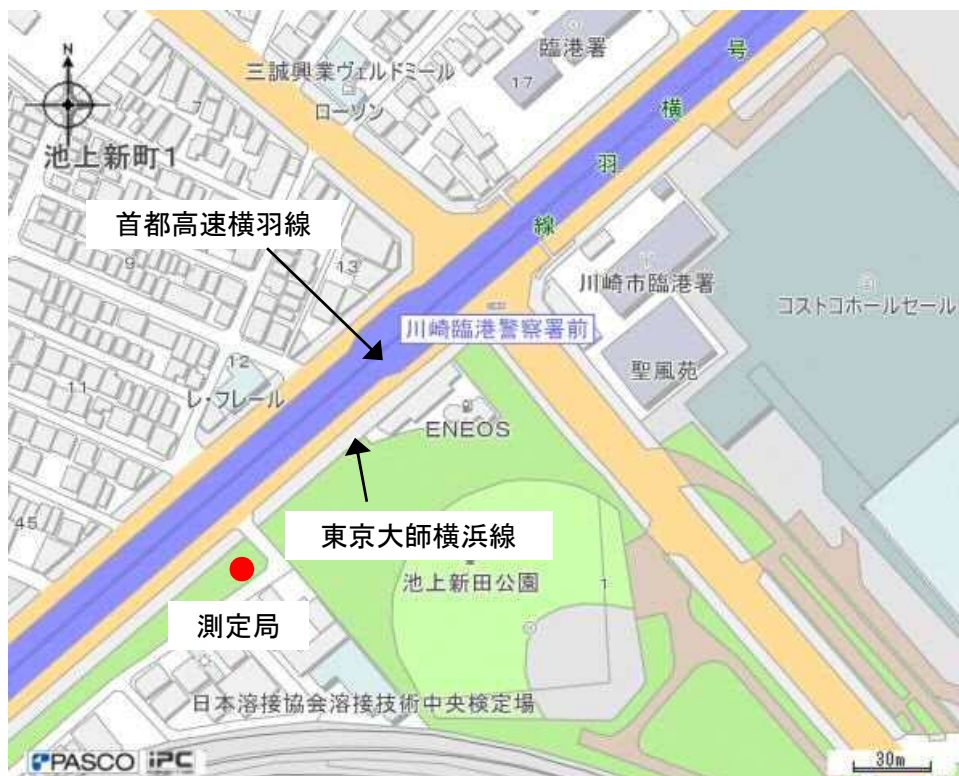 N
臨港署
17
号
横
羽
線
三誠興業ヴェルドミール
ローソン
7
池上新町1
首都高速横羽線
9
13
川崎市臨港署
コストコホールセール
川崎臨港警察署前
聖風苑
12
11
レ・フレール
ENEOS
45
東京大師横浜線
池上新田公園
1
測定局
日本溶接協会溶接技術中央検定場
PASCO iPC
30m